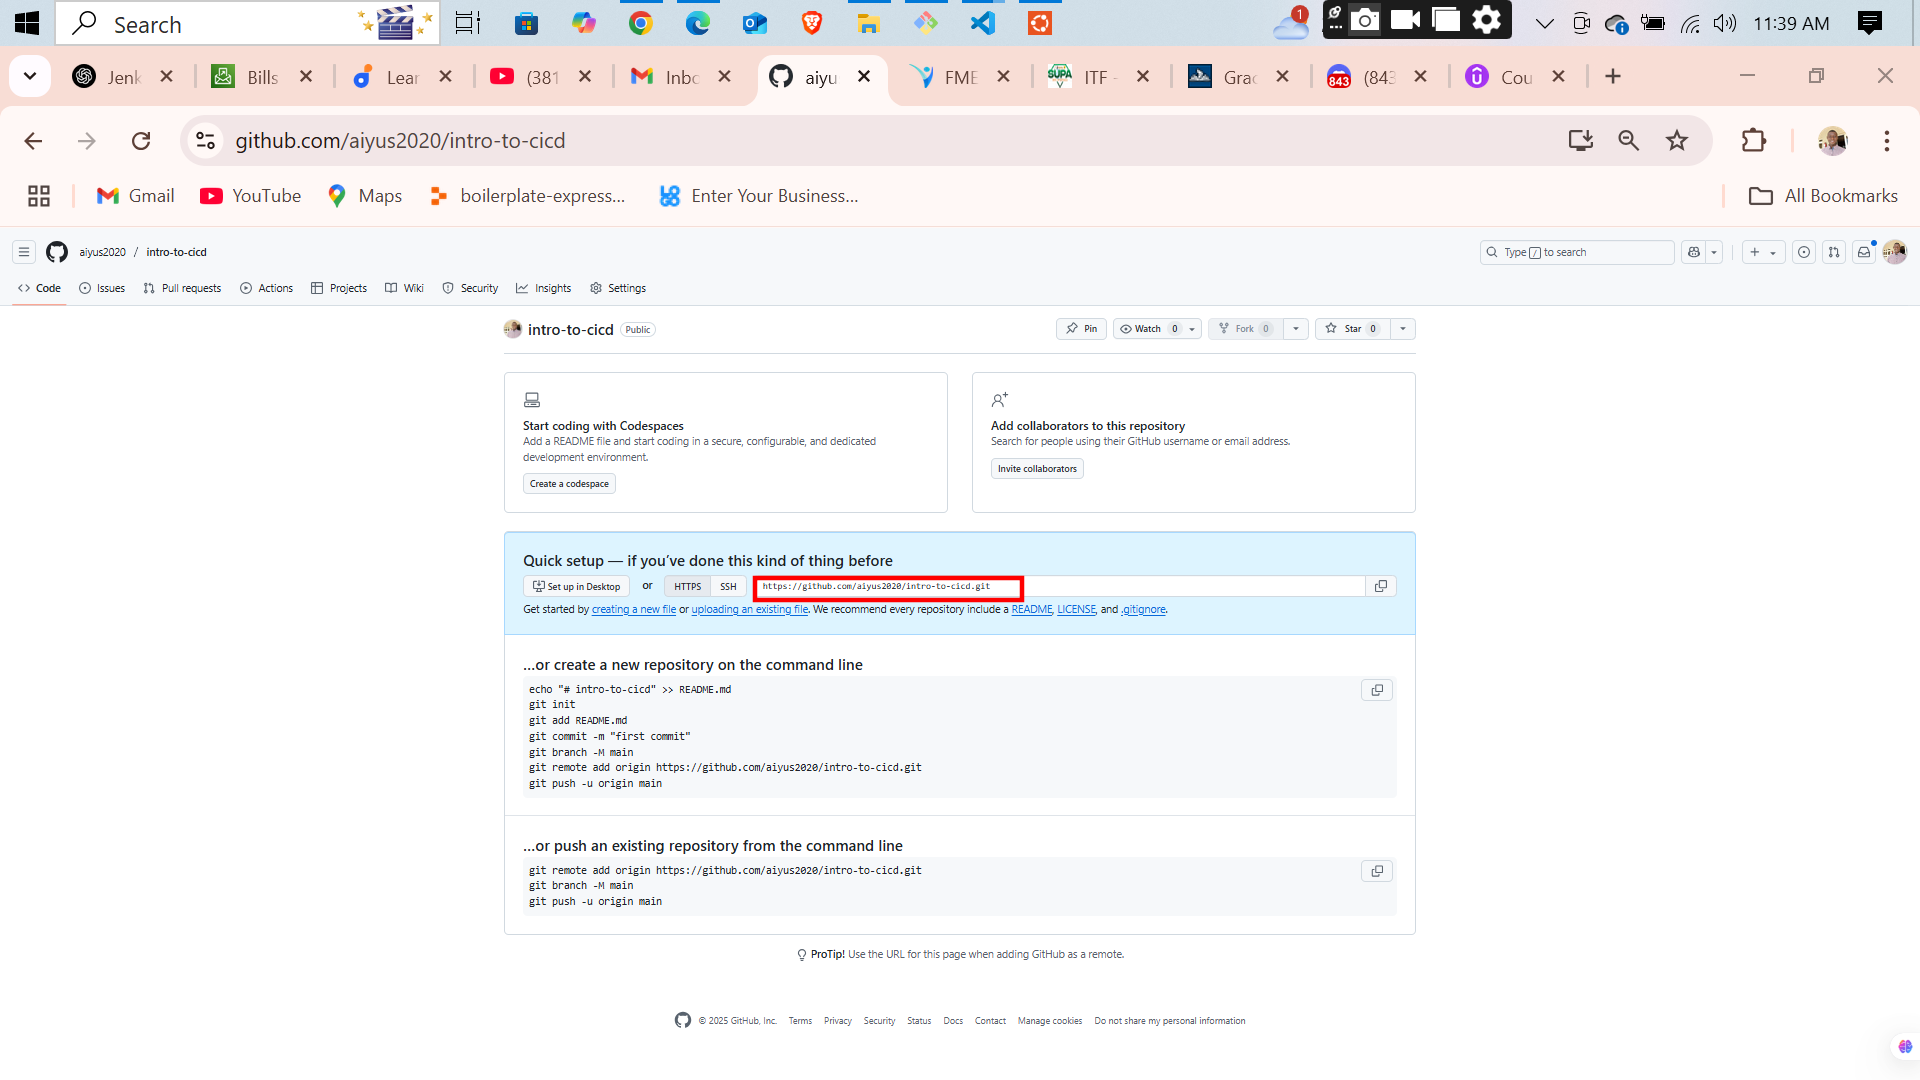 Search
1
11:39 AM
Jenk
Bills
Lear
(381
Inbo
aiyu
FME
SUPA
ITF -
Grac
843
(843
Cou
github.com/aiyus2020/intro-to-cicd
Gmail
YouTube
Maps
boilerplate-express...
Enter Your Business...
All Bookmarks
aiyus2020 / intro-to-cicd
Type / to search
Code
Issues
Pull requests
Actions
Projects
Wiki
Security
Insights
Settings
intro-to-cicd
Public
Pin
Watch 0
Fork 0
Star 0
Start coding with Codespaces
Add a README file and start coding in a secure, configurable, and dedicated
development environment.
Create a codespace
Add collaborators to this repository
Search for people using their GitHub username or email address.
Invite collaborators
Quick setup — if you’ve done this kind of thing before
Set up in Desktop or HTTPS SSH https://github.com/aiyus2020/intro-to-cicd.git
Get started by creating a new file or uploading an existing file. We recommend every repository include a README, LICENSE, and .gitignore.
…or create a new repository on the command line
echo "# intro-to-cicd" >> README.md
git init
git add README.md
git commit -m "first commit"
git branch -M main
git remote add origin https://github.com/aiyus2020/intro-to-cicd.git
git push -u origin main
…or push an existing repository from the command line
git remote add origin https://github.com/aiyus2020/intro-to-cicd.git
git branch -M main
git push -u origin main
ProTip! Use the URL for this page when adding GitHub as a remote.
© 2025 GitHub, Inc. Terms Privacy Security Status Docs Contact Manage cookies Do not share my personal information